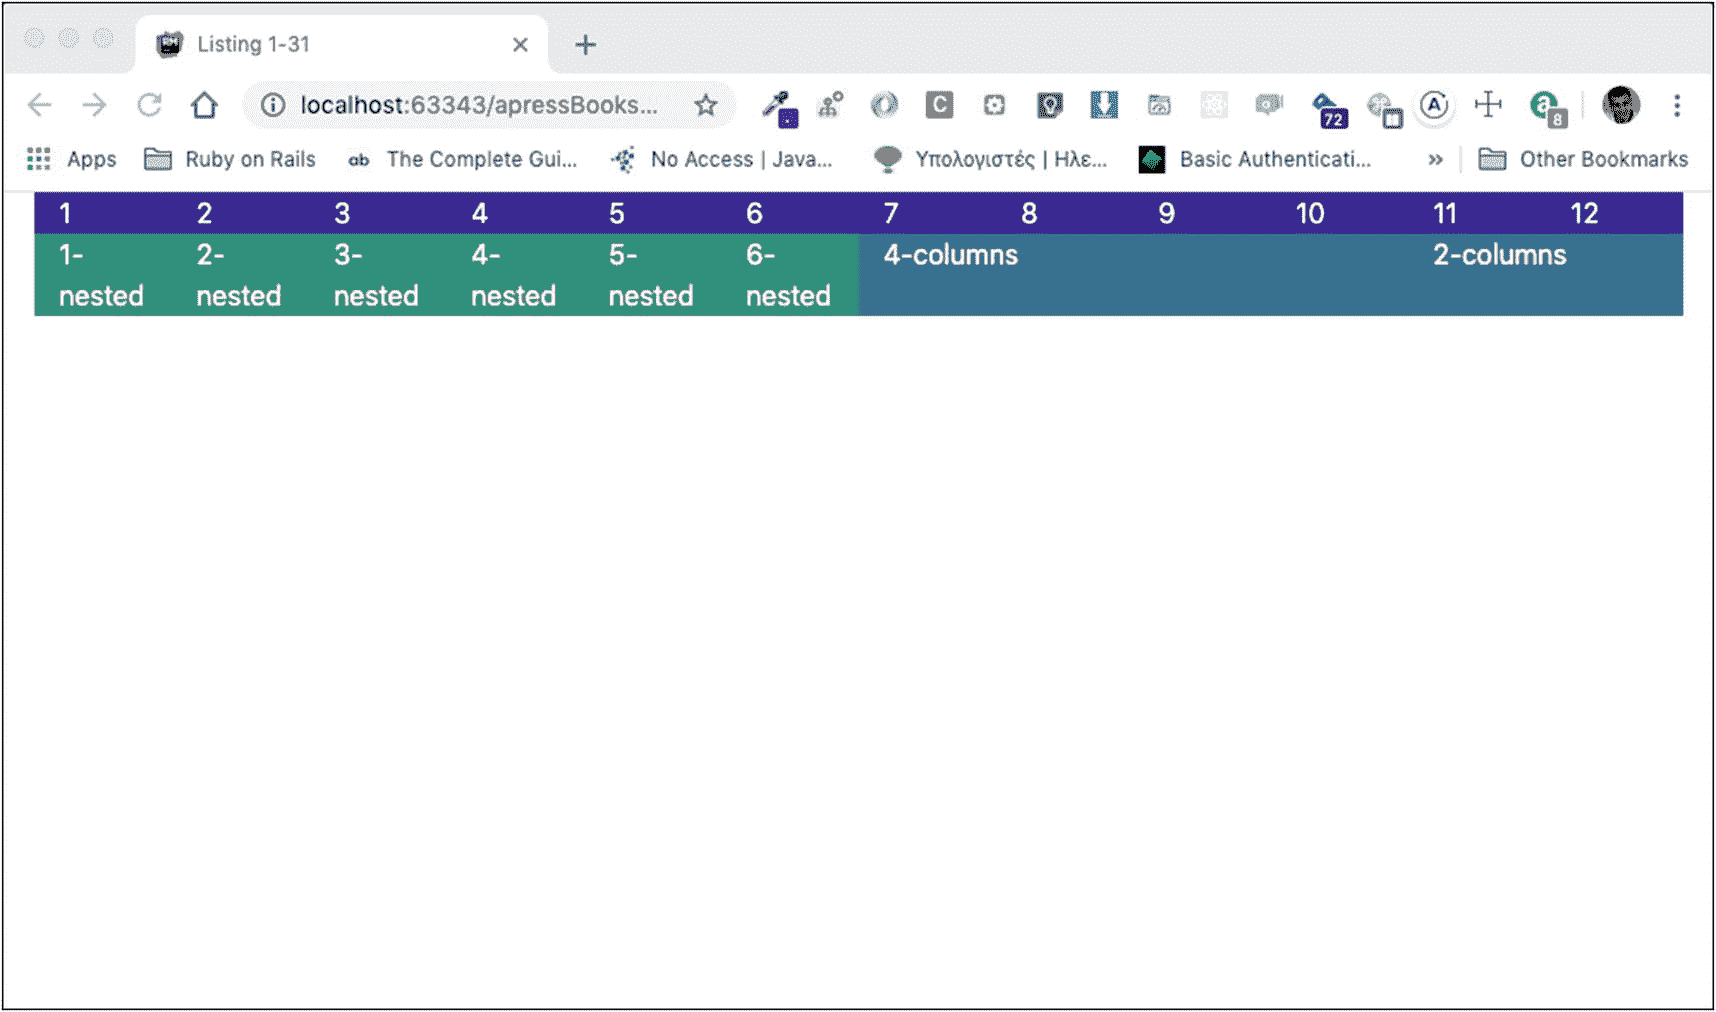 Listing 1-31
localhost:63343/apressBooks...
C
72
A
a
8
Apps Ruby on Rails ab The Complete Gui... No Access | Java... Υπολογιστές | Ηλε... Basic Authenticati... » Other Bookmarks
1 2 3 4 5 6 7 8 9 10 11 12
1- 2- 3- 4- 5- 6- 4-columns 2-columns
nested nested nested nested nested nested